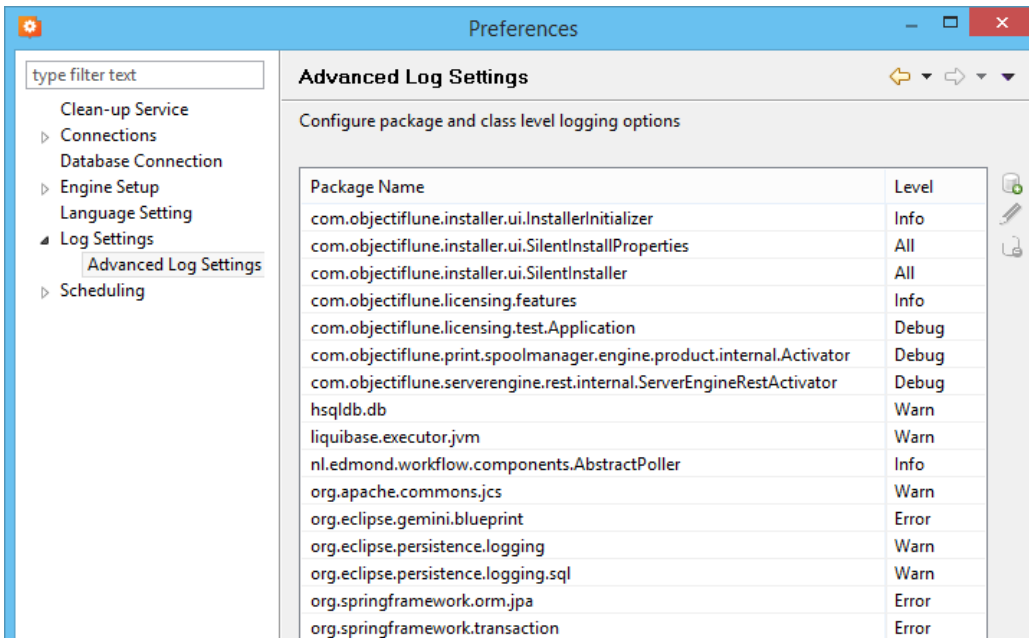 Preferences
type filter text
Clean-up Service
Connections
Database Connection
Engine Setup
Language Setting
Log Settings
Advanced Log Settings
Scheduling
Advanced Log Settings
Configure package and class level logging options
Package Name Level
com.objectiflune.installer.ui.InstallerInitializer Info
com.objectiflune.installer.ui.SilentInstallProperties All
com.objectiflune.installer.ui.SilentInstaller All
com.objectiflune.licensing.features Info
com.objectiflune.licensing.test.Application Debug
com.objectiflune.print.spoolmanager.engine.product.internal.Activator Debug
com.objectiflune.serverengine.rest.internal.ServerEngineRestActivator Debug
hsqldb.db Warn
liquibase.executor.jvm Warn
nl.edmond.workflow.components.AbstractPoller Info
org.apache.commons.jcs Warn
org.eclipse.gemini.blueprint Error
org.eclipse.persistence.logging Warn
org.eclipse.persistence.logging.sql Warn
org.springframework.orm.jpa Error
org.springframework.transaction Error